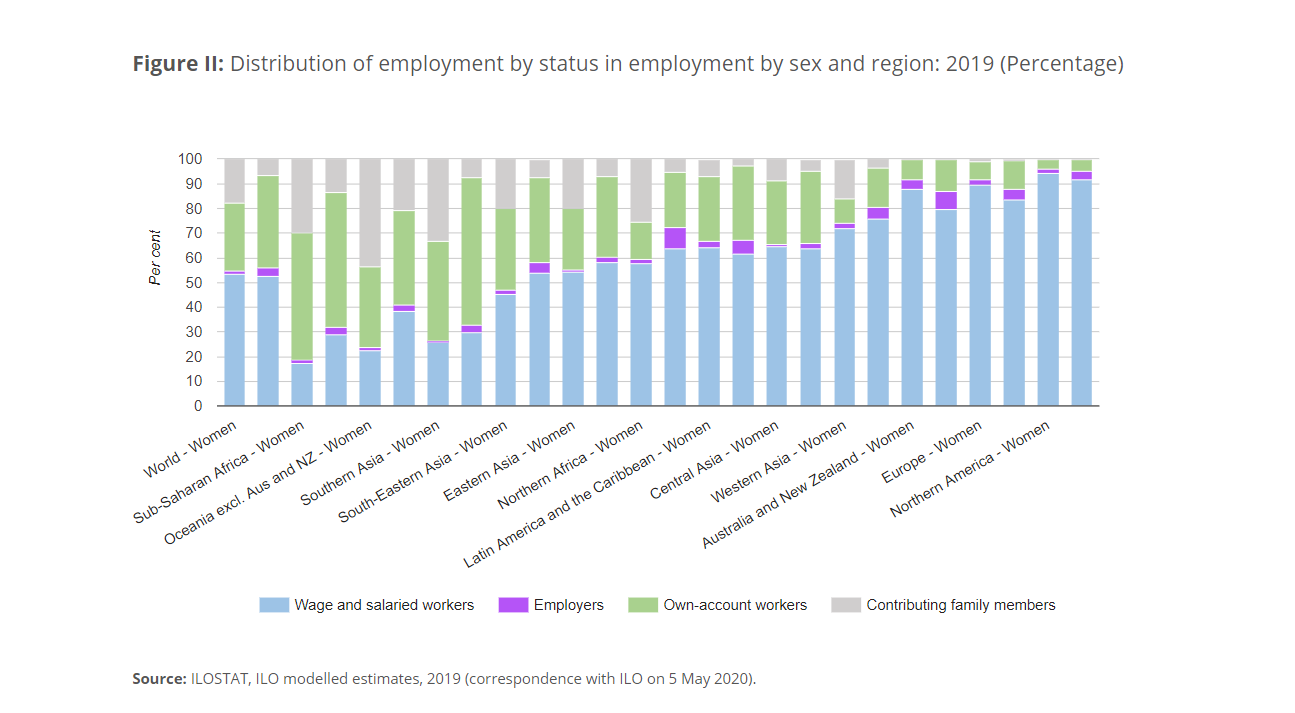 Figure II: Distribution of employment by status in employment by sex and region: 2019 (Percentage)
Per cent
100
90
80
70
60
50
40
30
20
10
0
World - Women
Sub-Saharan Africa - Women
Oceania excl. Aus and NZ - Women
Southern Asia - Women
South-Eastern Asia - Women
Eastern Asia - Women
Northern Africa - Women
Latin America and the Caribbean - Women
Central Asia - Women
Western Asia - Women
Australia and New Zealand - Women
Europe - Women
Northern America - Women
Wage and salaried workers Employers Own-account workers Contributing family members
Source: ILOSTAT, ILO modelled estimates, 2019 (correspondence with ILO on 5 May 2020).